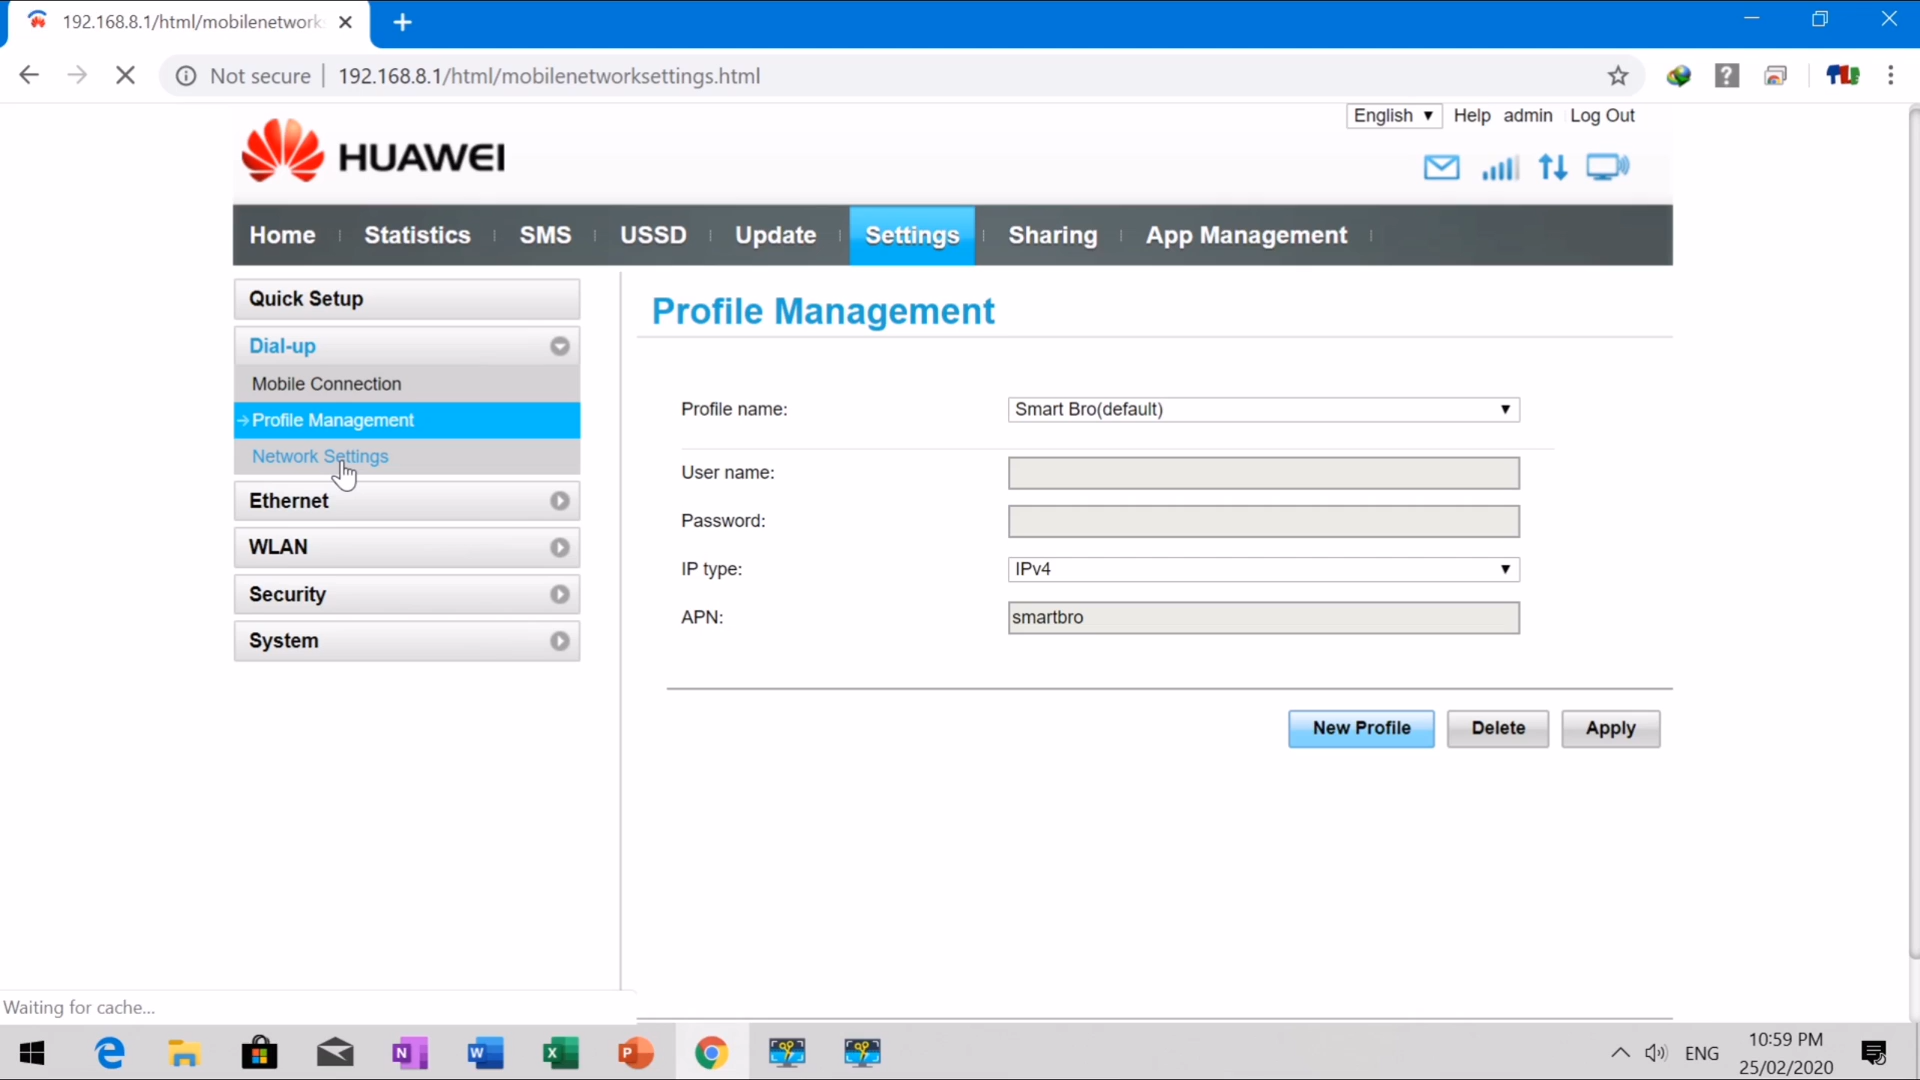 192.168.8.1/html/mobilenetwork
Not secure
192.168.8.1/html/mobilenetworksettings.html
English
Help
admin
Log Out
HUAWEI
Home
Statistics
SMS
USSD
Update
Settings
Sharing
App Management
Quick Setup
Dial-up
Mobile Connection
Profile Management
Network Settings
Ethernet
WLAN
Security
System
Profile Management
Profile name:
Smart Bro(default)
User name:
Password:
IP type:
IPv4
APN:
smartbro
New Profile
Delete
Apply
Waiting for cache...
ENG
10:59 PM
25/02/2020